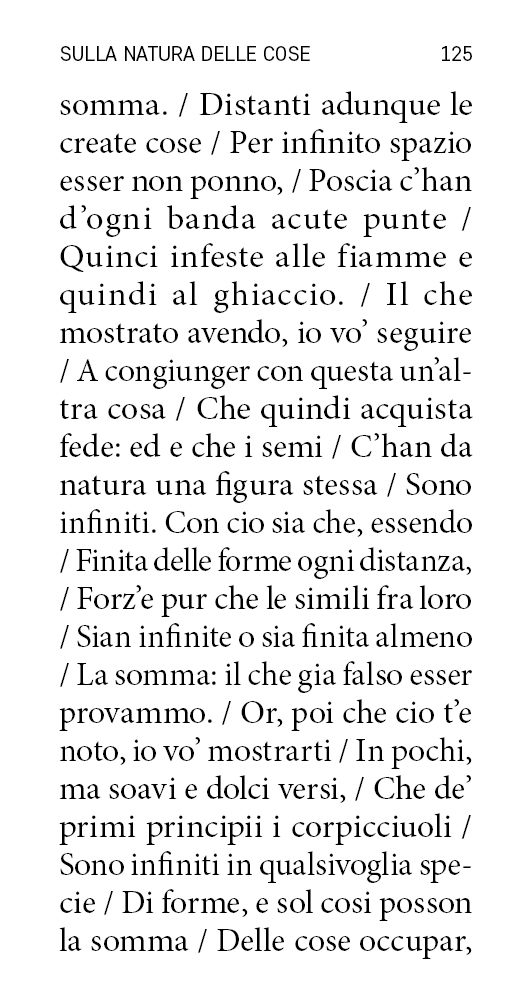 SULLA NATURA DELLE COSE 125
somma. / Distanti adunque le
create cose / Per infinito spazio
esser non ponno, / Poscia c’han
d’ogni banda acute punte /
Quinci infeste alle fiamme e
quindi al ghiaccio. / Il che
mostrato avendo, io vo’ seguire
/ A congiunger con questa un’al-
tra cosa / Che quindi acquista
fede: ed e che i semi / C’han da
natura una figura stessa / Sono
infiniti. Con cio sia che, essendo
/ Finita delle forme ogni distanza,
/ Forz’e pur che le simili fra loro
/ Sian infinite o sia finita almeno
/ La somma: il che gia falso esser
provammo. / Or, poi che cio t’e
noto, io vo’ mostrarti / In pochi,
ma soavi e dolci versi, / Che de’
primi principii i corpicciuoli /
Sono infiniti in qualsivoglia spe-
cie / Di forme, e sol cosi posson
la somma / Delle cose occupar,